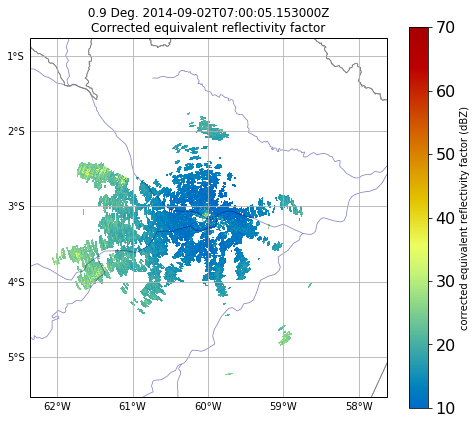 0.9 Deg. 2014-09-02T07:00:05.153000Z
Corrected equivalent reflectivity factor
1°S
2°S
3°S
4°S
5°S
62°W 61°W 60°W 59°W 58°W
70
60
50
40
30
20
10
corrected equivalent reflectivity factor (dBZ)